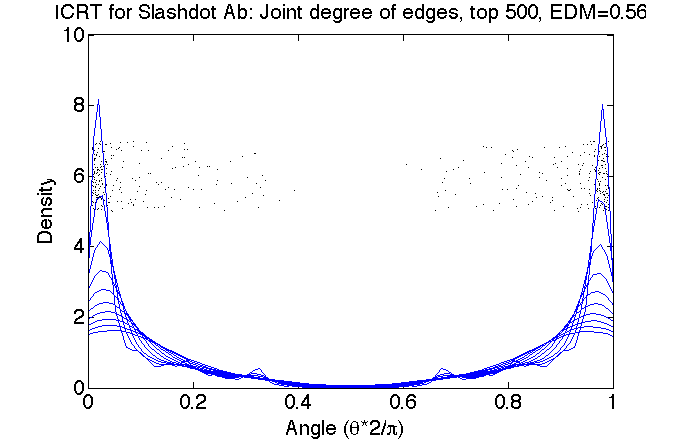 ICRT for Slashdot Ab: Joint degree of edges, top 500, EDM=0.56
10
8
6
4
2
0
Density
0 0.2 0.4 0.6 0.8 1
Angle (θ*2/π)